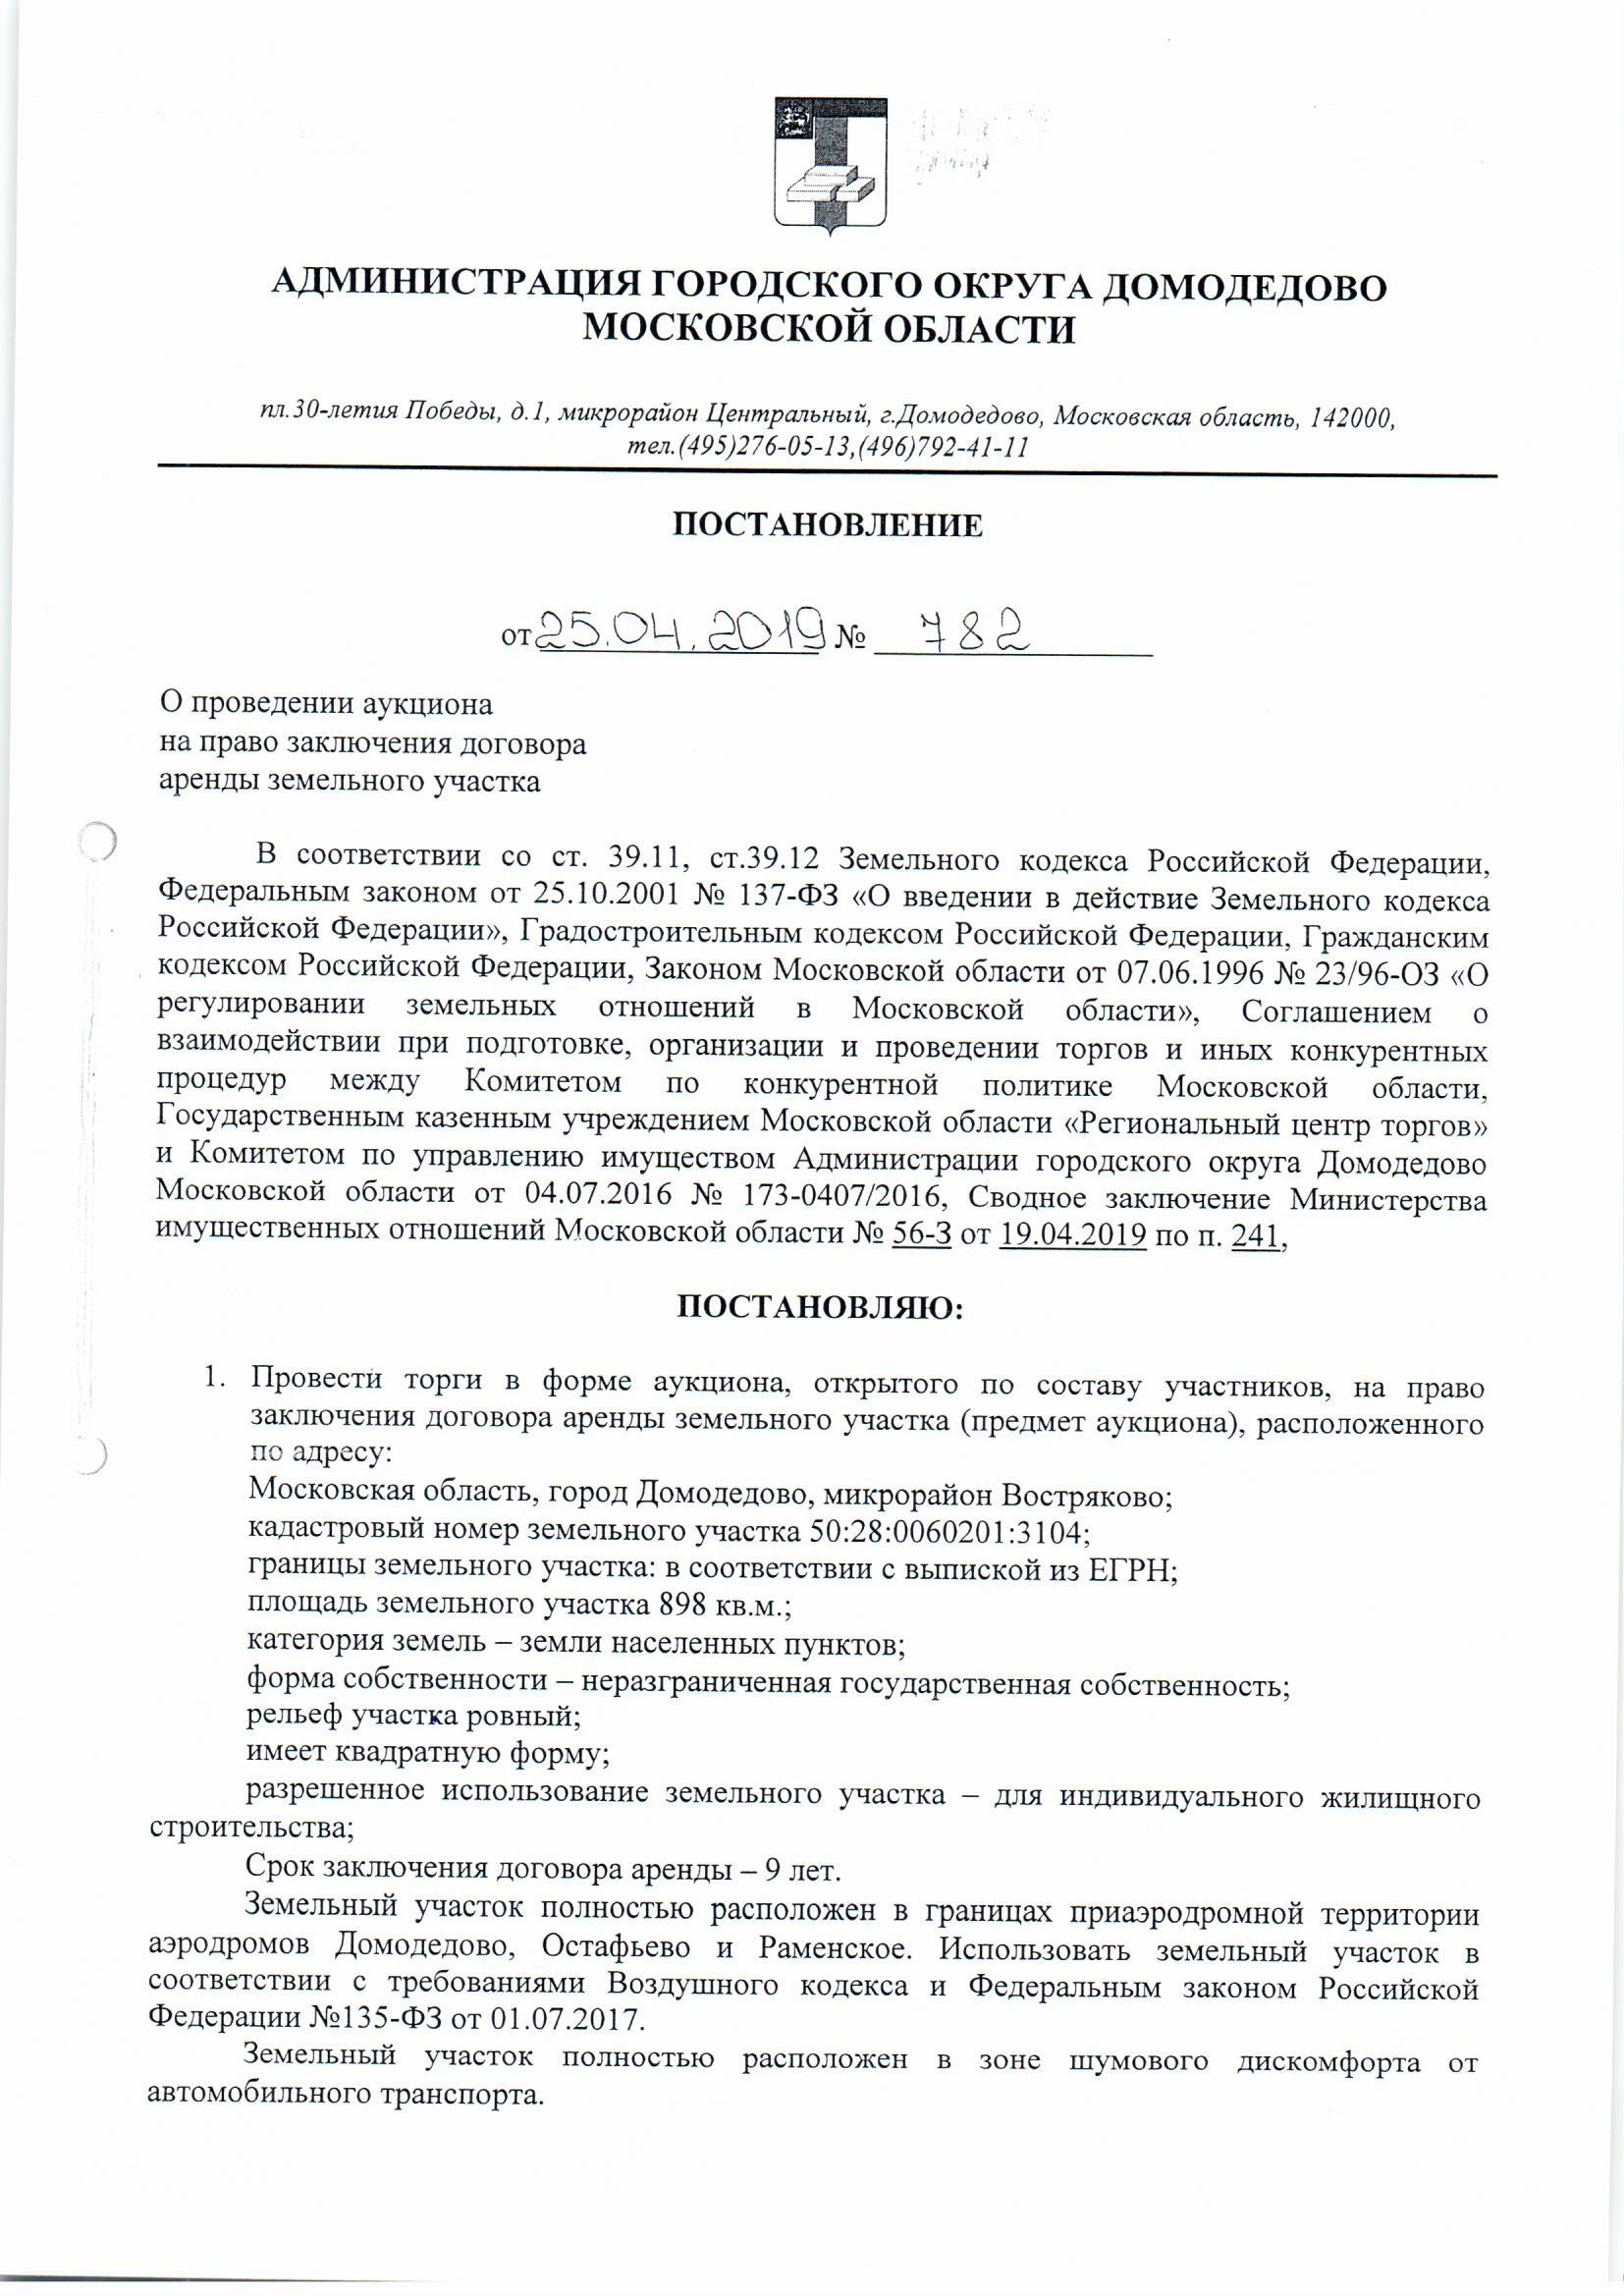 АДМИНИСТРАЦИЯ ГОРОДСКОГО ОКРУГА ДОМОДЕДОВО
МОСКОВСКОЙ ОБЛАСТИ
пл.30-летия Победы, д.1, микрорайон Центральный, г.Домодедово, Московская область, 142000,
тел.(495)276-05-13,(496)792-41-11
ПОСТАНОВЛЕНИЕ
от 25.04.2019 № 782
О проведении аукциона
на право заключения договора
аренды земельного участка
В соответствии со ст. 39.11, ст.39.12 Земельного кодекса Российской Федерации,
Федеральным законом от 25.10.2001 № 137-ФЗ «О введении в действие Земельного кодекса
Российской Федерации», Градостроительным кодексом Российской Федерации, Гражданским
кодексом Российской Федерации, Законом Московской области от 07.06.1996 № 23/96-ОЗ «О
регулировании земельных отношений в Московской области», Соглашением о
взаимодействии при подготовке, организации и проведении торгов и иных конкурентных
процедур между Комитетом по конкурентной политике Московской области,
Государственным казенным учреждением Московской области «Региональный центр торгов»
и Комитетом по управлению имуществом Администрации городского округа Домодедово
Московской области от 04.07.2016 № 173-0407/2016, Сводное заключение Министерства
имущественных отношений Московской области № 56-З от 19.04.2019 по п. 241,
ПОСТАНОВЛЯЮ:
1. Провести торги в форме аукциона, открытого по составу участников, на право
заключения договора аренды земельного участка (предмет аукциона), расположенного
по адресу:
Московская область, город Домодедово, микрорайон Востряково;
кадастровый номер земельного участка 50:28:0060201:3104;
границы земельного участка: в соответствии с выпиской из ЕГРН;
площадь земельного участка 898 кв.м.;
категория земель – земли населенных пунктов;
форма собственности – неразграниченная государственная собственность;
рельеф участка ровный;
имеет квадратную форму;
разрешенное использование земельного участка – для индивидуального жилищного
строительства;
Срок заключения договора аренды – 9 лет.
Земельный участок полностью расположен в границах приаэродромной территории
аэродромов Домодедово, Остафьево и Раменское. Использовать земельный участок в
соответствии с требованиями Воздушного кодекса и Федеральным законом Российской
Федерации №135-ФЗ от 01.07.2017.
Земельный участок полностью расположен в зоне шумового дискомфорта от
автомобильного транспорта.